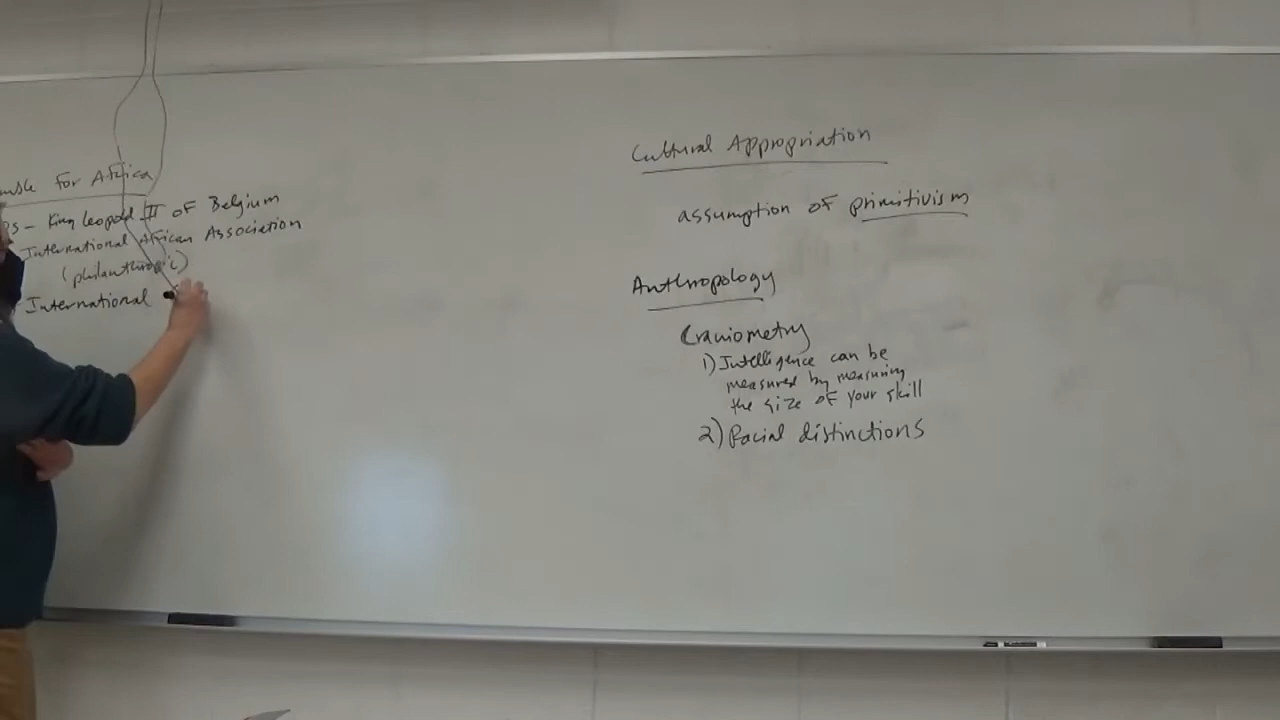 for Africa
- King Leopold II of Belgium
International African Association
(philanthropic)
International
Cultural Appropriation
assumption of primitivism
Anthropology
Craniometry
1) Intelligence can be
measured by measuring
the size of your skull
2) Racial distinctions